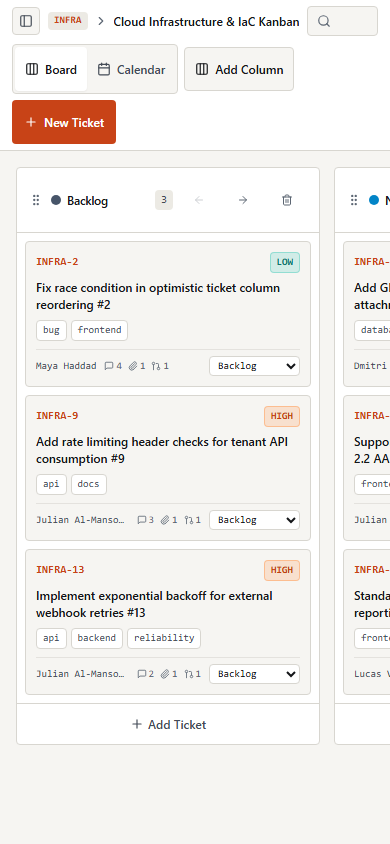 INFRA > Cloud Infrastructure & IaC Kanban
Board
Calendar
Add Column
+ New Ticket
Backlog
3
INFRA-2
LOW
Fix race condition in optimistic ticket column
reordering #2
bug
frontend
Maya Haddad 4 1 1 Backlog
INFRA-9
HIGH
Add rate limiting header checks for tenant API
consumption #9
api
docs
Julian Al-Manso… 3 1 1 Backlog
INFRA-13
HIGH
Implement exponential backoff for external
webhook retries #13
api
backend
reliability
Julian Al-Manso… 2 1 1 Backlog
+ Add Ticket
INFRA-
Add G
attach
datab
Dmitri
INFRA-
Suppo
2.2 AA
front
Julian
INFRA-
Standa
report
front
Lucas